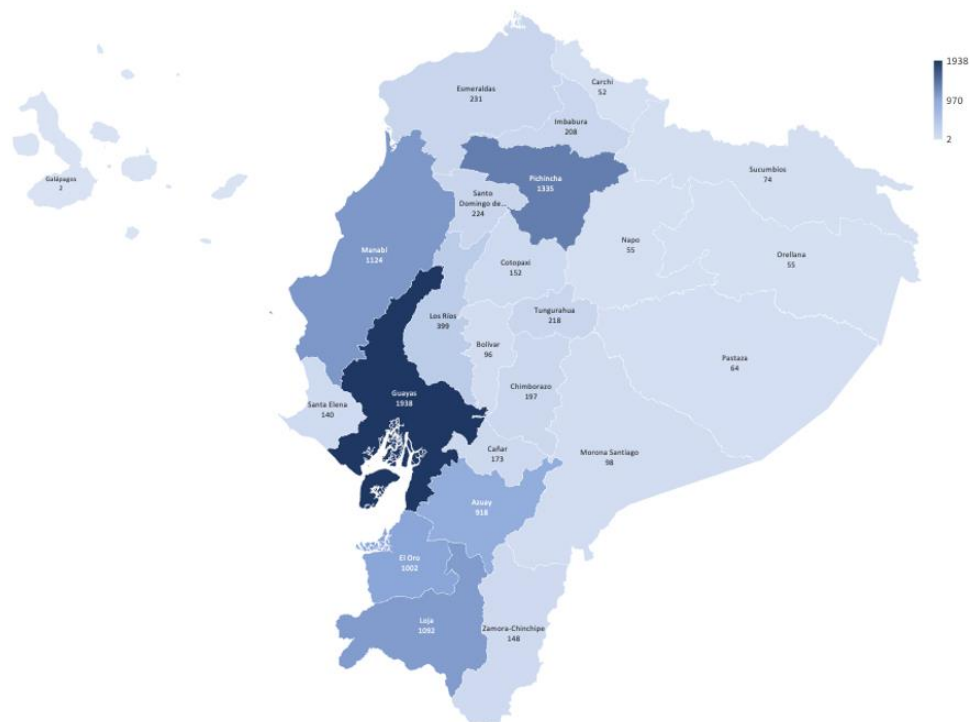 1938
970
2
Carchi
52
Esmeraldas
231
Imbabura
208
Sucumbíos
74
Galápagos
2
Pichincha
1335
Santo
Domingo de...
224
Manabí
1124
Napo
55
Orellana
55
Cotopaxi
152
Los Ríos
399
Tungurahua
218
Bolívar
96
Pastaza
64
Chimborazo
197
Guayas
1938
Santa Elena
140
Cañar
173
Morona Santiago
98
Azuay
918
El Oro
1002
Loja
1092
Zamora-Chinchipe
148